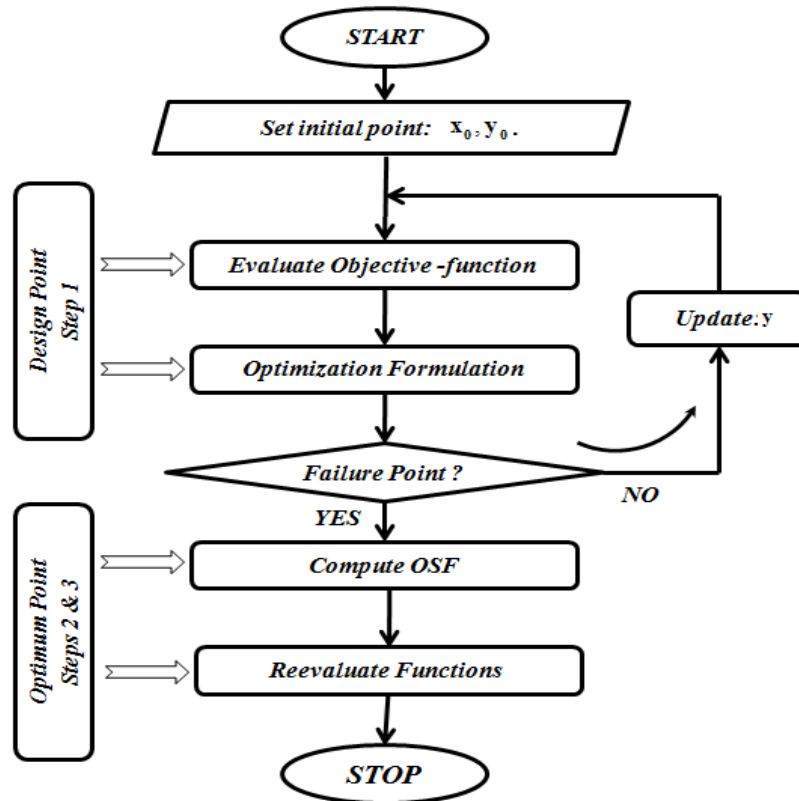 START
Set initial point: x₀, y₀.
Design Point
Step 1
Evaluate Objective -function
Update: y
Optimization Formulation
Failure Point ?
NO
YES
Optimum Point
Steps 2 & 3
Compute OSF
Reevaluate Functions
STOP